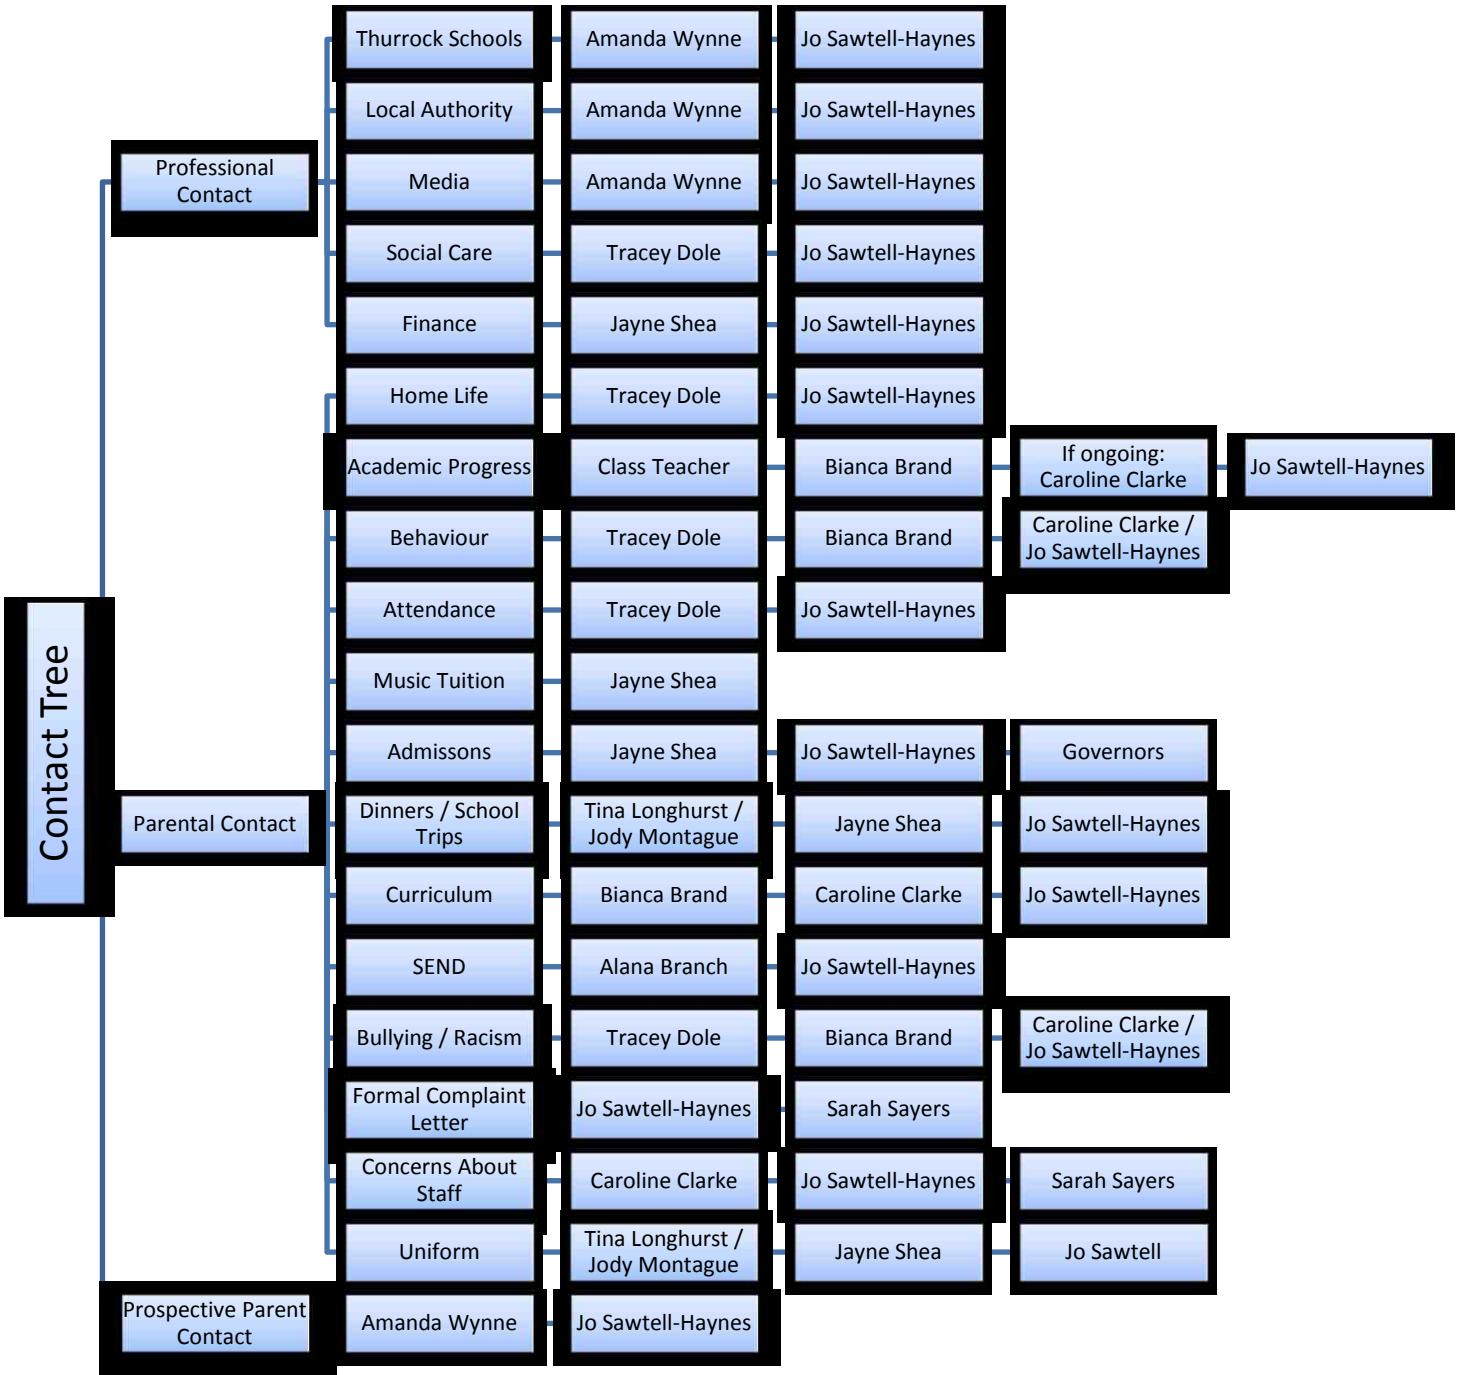 Contact Tree
Professional
Contact
Thurrock Schools
Amanda Wynne
Jo Sawtell-Haynes
Local Authority
Amanda Wynne
Jo Sawtell-Haynes
Media
Amanda Wynne
Jo Sawtell-Haynes
Social Care
Tracey Dole
Jo Sawtell-Haynes
Finance
Jayne Shea
Jo Sawtell-Haynes
Parental Contact
Home Life
Tracey Dole
Jo Sawtell-Haynes
Academic Progress
Class Teacher
Bianca Brand
If ongoing:
Caroline Clarke
Jo Sawtell-Haynes
Behaviour
Tracey Dole
Bianca Brand
Caroline Clarke /
Jo Sawtell-Haynes
Attendance
Tracey Dole
Jo Sawtell-Haynes
Music Tuition
Jayne Shea
Admissons
Jayne Shea
Jo Sawtell-Haynes
Governors
Dinners / School
Trips
Tina Longhurst /
Jody Montague
Jayne Shea
Jo Sawtell-Haynes
Curriculum
Bianca Brand
Caroline Clarke
Jo Sawtell-Haynes
SEND
Alana Branch
Jo Sawtell-Haynes
Bullying / Racism
Tracey Dole
Bianca Brand
Caroline Clarke /
Jo Sawtell-Haynes
Formal Complaint
Letter
Jo Sawtell-Haynes
Sarah Sayers
Concerns About
Staff
Caroline Clarke
Jo Sawtell-Haynes
Sarah Sayers
Uniform
Tina Longhurst /
Jody Montague
Jayne Shea
Jo Sawtell
Prospective Parent
Contact
Amanda Wynne
Jo Sawtell-Haynes